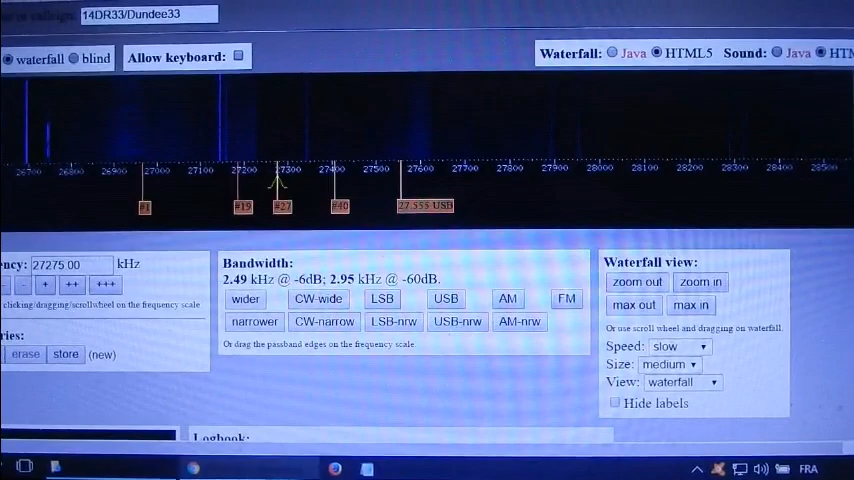 callsign: 14DR33/Dundee33
waterfall blind Allow keyboard: Waterfall: Java HTML5 Sound: Java HTM
26700 26800 26900 27000 27100 27200 27300 27400 27500 27600 27700 27800 27900 28000 28100 28200 28300 28400 28500
#1 #19 #27 #40 27.555 USB
ncy: 27275.00 kHz
- + ++ +++
clicking/dragging/scrollwheel on the frequency scale
ries:
erase store (new)
Bandwidth:
2.49 kHz @ -6dB; 2.95 kHz @ -60dB.
wider CW-wide LSB USB AM FM
narrower CW-narrow LSB-nrw USB-nrw AM-nrw
Or drag the passband edges on the frequency scale.
Waterfall view:
zoom out zoom in
max out max in
Or use scroll wheel and dragging on waterfall.
Speed: slow
Size: medium
View: waterfall
Hide labels
Logbook:
FRA